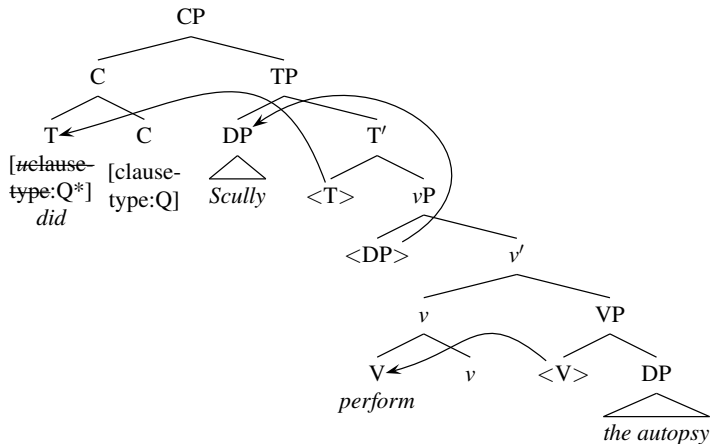 CP
C TP
T C DP T′
[uclause-type:Q*] [clause-type:Q] Scully <T> vP
did
<DP> v′
v VP
V v <V> DP
perform the autopsy